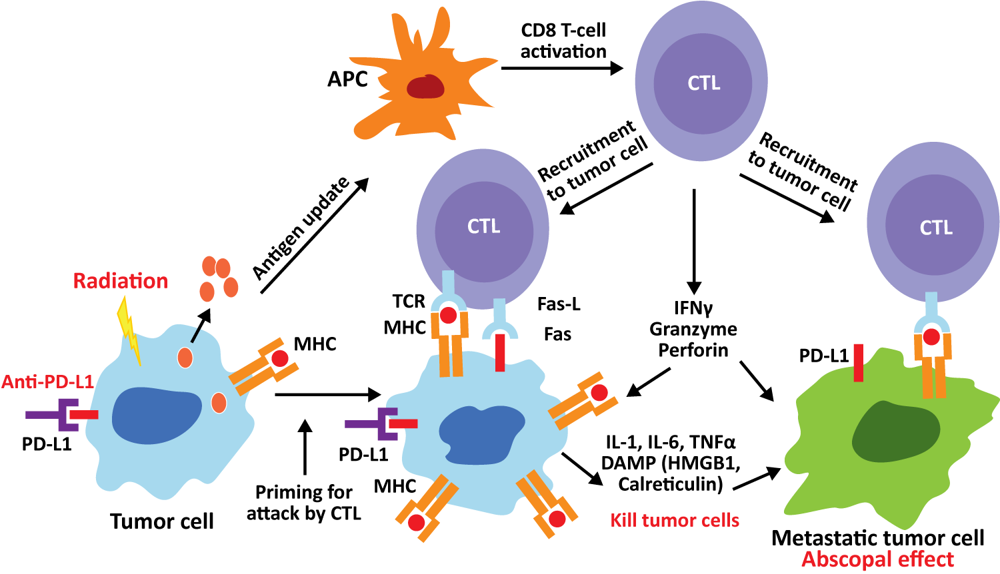 CD8 T-cell
activation
APC
CTL
Recruitment
to tumor cell
Recruitment
to tumor cell
CTL
CTL
Antigen update
Radiation
TCR
MHC
Fas-L
Fas
IFNγ
Granzyme
Perforin
MHC
PD-L1
Anti-PD-L1
PD-L1
PD-L1
MHC
IL-1, IL-6, TNFα
DAMP (HMGB1,
Calreticulin)
Priming for
attack by CTL
Tumor cell
Kill tumor cells
Metastatic tumor cell
Abscopal effect